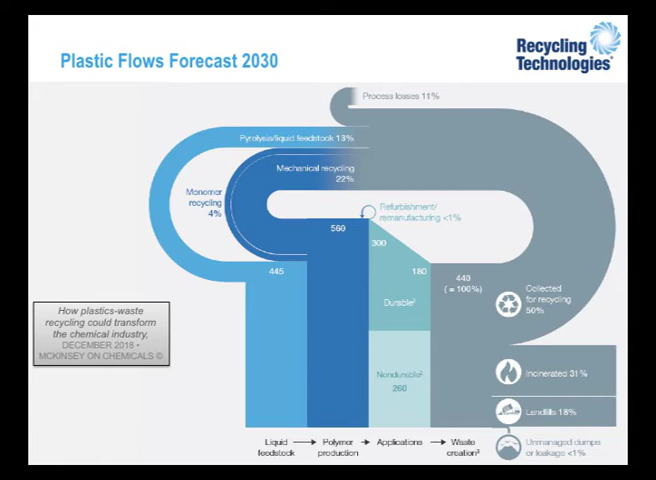 Plastic Flows Forecast 2030
Recycling
Technologies
Process losses 11%
Pyrolysis/liquid feedstock 13%
Mechanical recycling
22%
Monomer
recycling
4%
Refurbishment/
remanufacturing <1%
560
300
445
180
440
( = 100%)
Durable¹
Collected
for recycling
50%
How plastics-waste
recycling could transform
the chemical industry,
DECEMBER 2018 •
MCKINSEY ON CHEMICALS ©
Nondurable²
260
Incinerated 31%
Landfills 18%
Unmanaged dumps
or leakage <1%
Liquid
feedstock
Polymer
production
Applications
Waste
creation³